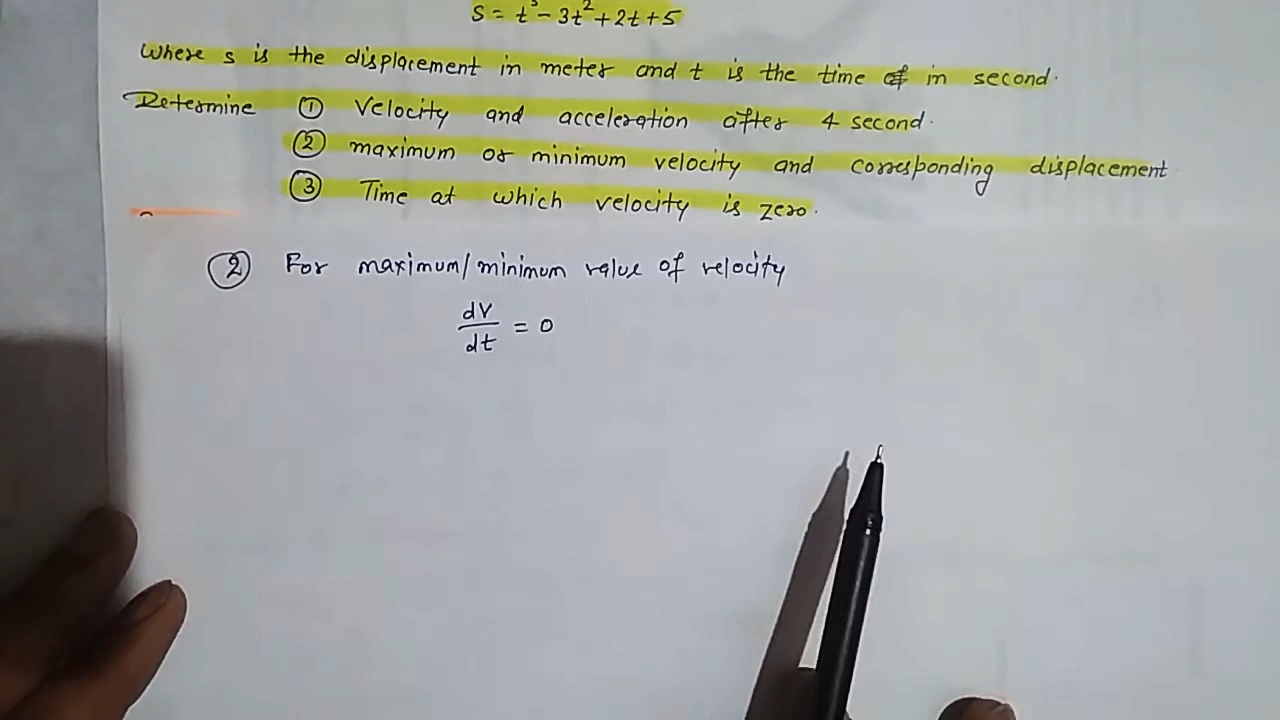 s = t³ - 3t² + 2t + 5
Where s is the displacement in meter and t is the time of in second.
Determine ① Velocity and acceleration after 4 second.
② maximum or minimum velocity and corresponding displacement
③ Time at which velocity is zero.
② For maximum/minimum value of velocity
dV/dt = 0